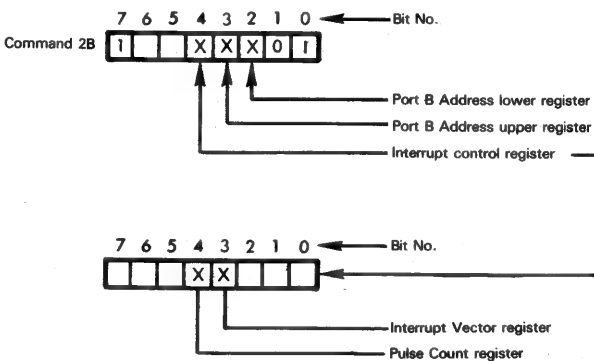 7 6 5 4 3 2 1 0 Bit No.
Command 2B 1 X X X 0 1
Port B Address lower register
Port B Address upper register
Interrupt control register
7 6 5 4 3 2 1 0 Bit No.
X X
Interrupt Vector register
Pulse Count register